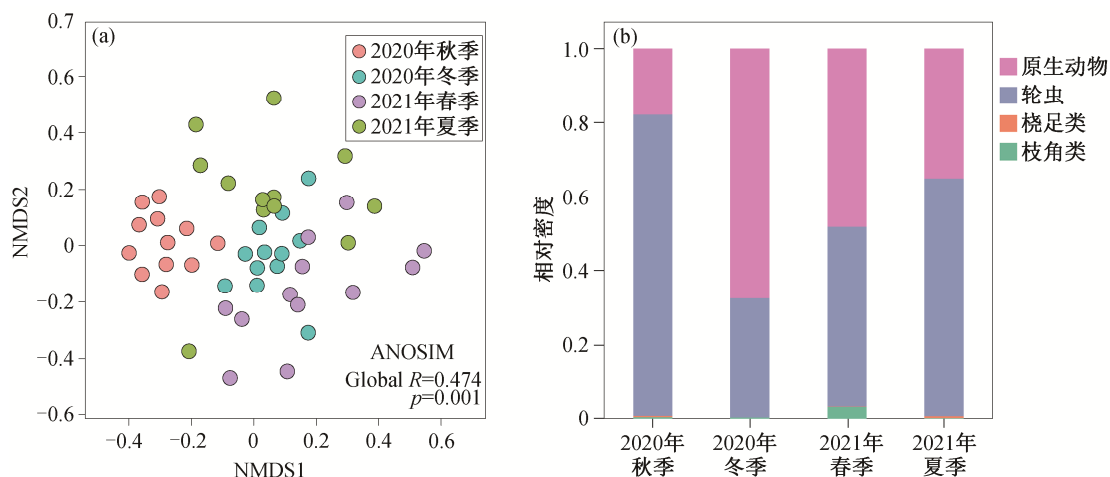 (a)
2020年秋季
2020年冬季
2021年春季
2021年夏季
0.7
0.6
0.4
0.2
0
−0.2
−0.4
−0.6
NMDS2
ANOSIM
Global R=0.474
p=0.001
−0.4
−0.2
0
0.2
0.4
0.6
NMDS1
(b)
原生动物
轮虫
桡足类
枝角类
1.0
0.8
0.6
0.4
0.2
0
相对密度
2020年
秋季
2020年
冬季
2021年
春季
2021年
夏季